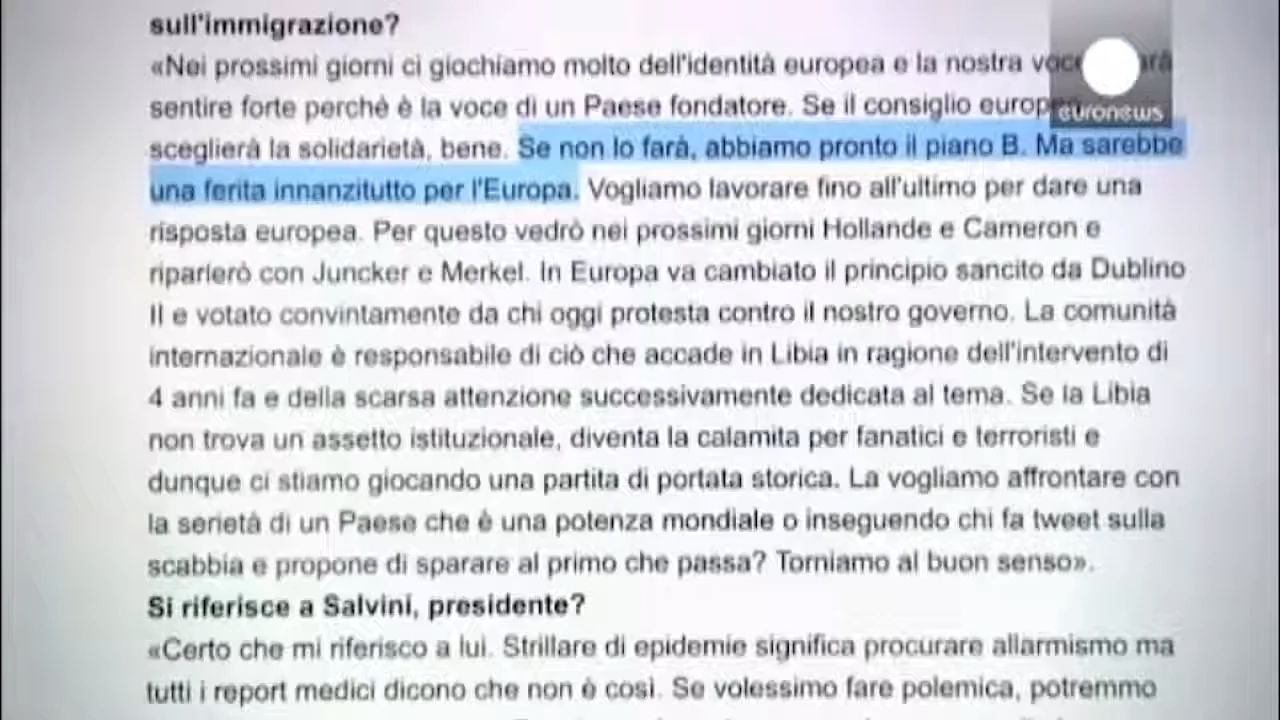 sull'immigrazione?
«Nei prossimi giorni ci giochiamo molto dell'identità europea e la nostra
sentire forte perchè è la voce di un Paese fondatore. Se il consiglio
euronews
sceglierà la solidarietà, bene. Se non lo farà, abbiamo pronto il piano B. Ma sarebbe
una ferita innanzitutto per l'Europa. Vogliamo lavorare fino all'ultimo per dare una
risposta europea. Per questo vedrò nei prossimi giorni Hollande e Cameron e
riparlerò con Juncker e Merkel. In Europa va cambiato il principio sancito da Dublino
II e votato convintamente da chi oggi protesta contro il nostro governo. La comunità
internazionale è responsabile di ciò che accade in Libia in ragione dell'intervento di
4 anni fa e della scarsa attenzione successivamente dedicata al tema. Se la Libia
non trova un assetto istituzionale, diventa la calamita per fanatici e terroristi e
dunque ci stiamo giocando una partita di portata storica. La vogliamo affrontare con
la serietà di un Paese che è una potenza mondiale o inseguendo chi fa tweet sulla
scabbia e propone di sparare al primo che passa? Torniamo al buon senso».
Si riferisce a Salvini, presidente?
«Certo che mi riferisco a lui. Strillare di epidemie significa procurare allarmismo ma
tutti i report medici dicono che non è così. Se volessimo fare polemica, potremmo